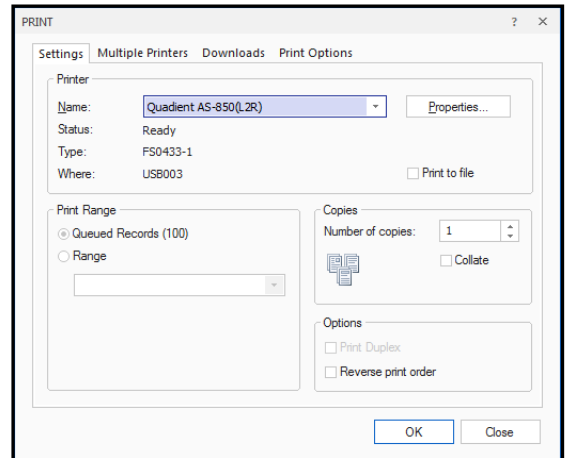 PRINT ? ×
Settings Multiple Printers Downloads Print Options
Printer
Name: Quadient AS-850(L2R) Properties...
Status: Ready
Type: FS0433-1
Where: USB003 Print to file
Print Range
Queued Records (100)
Range
Copies
Number of copies: 1
Collate
Options
Print Duplex
Reverse print order
OK Close